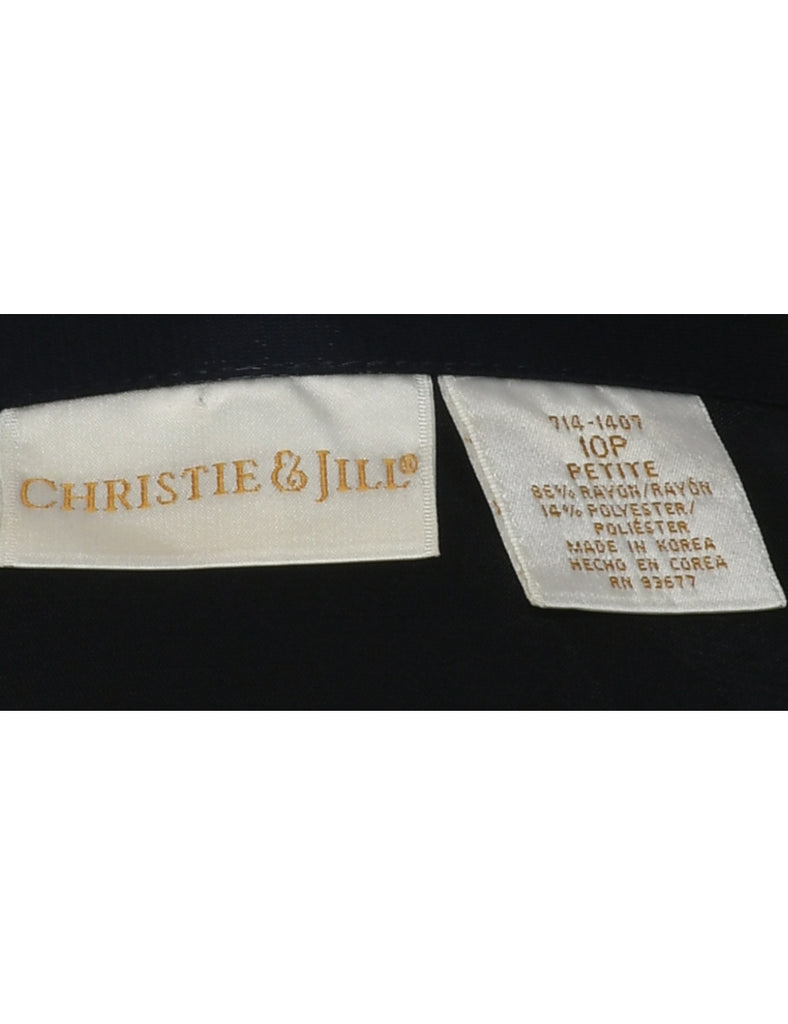 CHRISTIE & JILL®
714-1407
10P
PETITE
86% RAYON/RAYÓN
14% POLYESTER/
POLIÉSTER
MADE IN KOREA
HECHO EN COREA
RN 93677